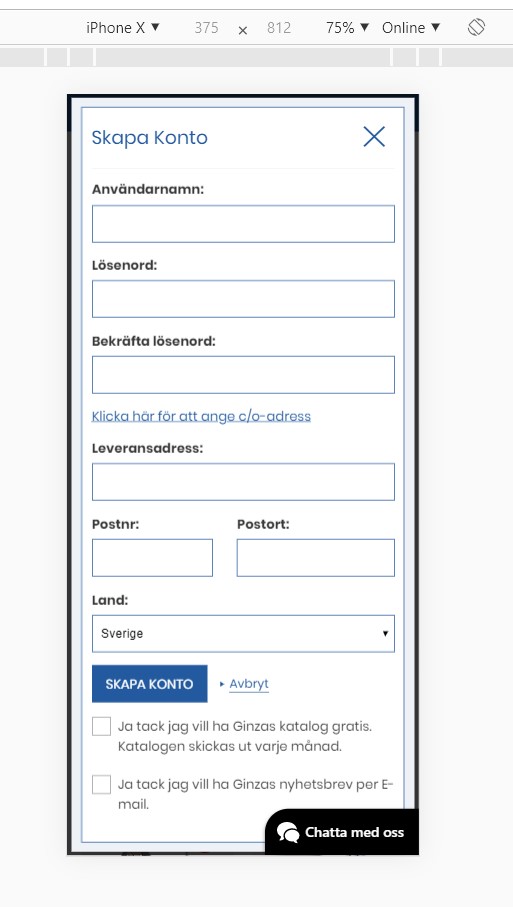 iPhone X ▼ 375 × 812 75% ▼ Online ▼
Skapa Konto
Användarnamn:
Lösenord:
Bekräfta lösenord:
Klicka här för att ange c/o-adress
Leveransadress:
Postnr: Postort:
Land:
Sverige
SKAPA KONTO Avbryt
Ja tack jag vill ha Ginzas katalog gratis.
Katalogen skickas ut varje månad.
Ja tack jag vill ha Ginzas nyhetsbrev per E-
mail.
Chatta med oss